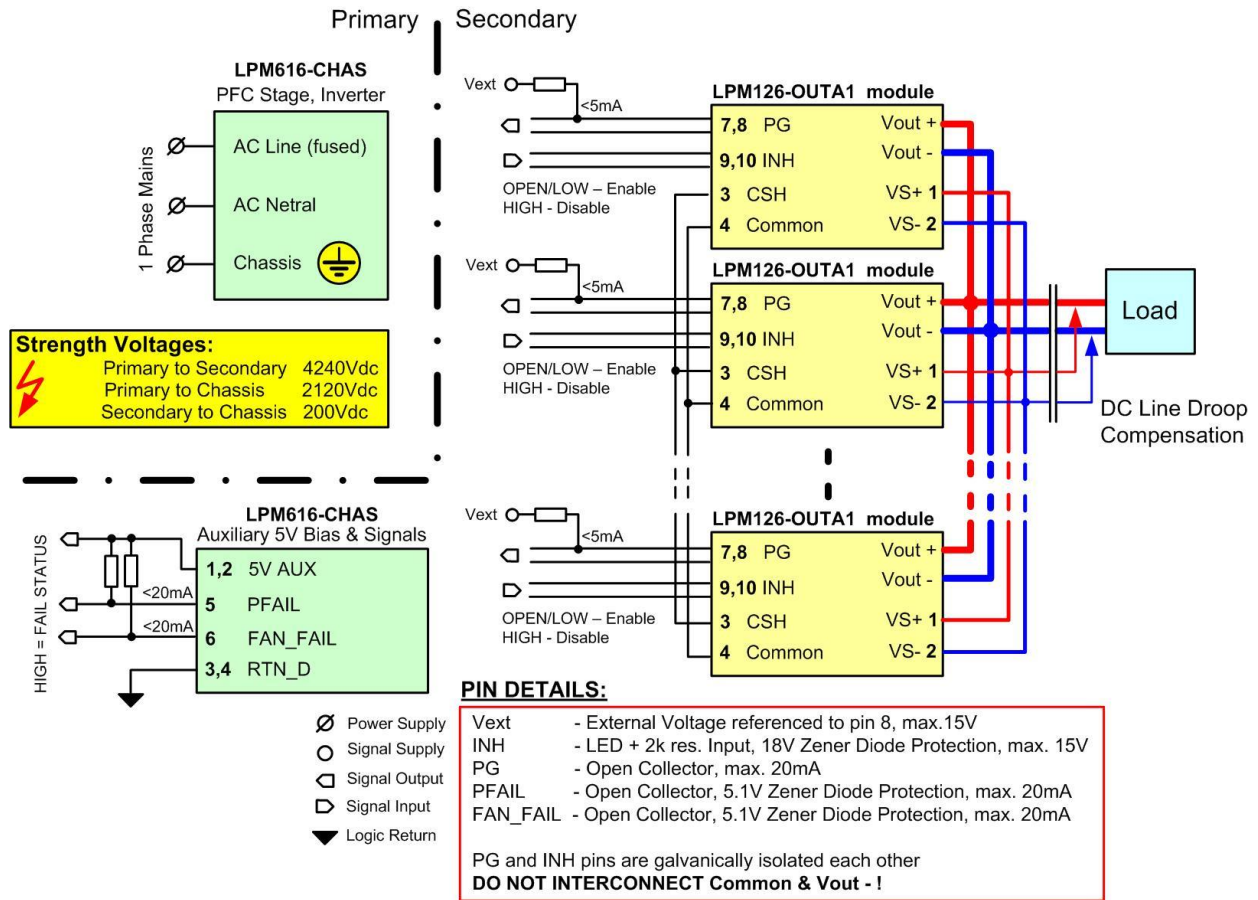 Primary
Secondary
LPM616-CHAS
PFC Stage, Inverter
1 Phase Mains
AC Line (fused)
AC Netral
Chassis
Strength Voltages:
Primary to Secondary 4240Vdc
Primary to Chassis 2120Vdc
Secondary to Chassis 200Vdc
LPM616-CHAS
Auxiliary 5V Bias & Signals
HIGH = FAIL STATUS
1,2 5V AUX
<20mA
5 PFAIL
<20mA
6 FAN_FAIL
3,4 RTN_D
Power Supply
Signal Supply
Signal Output
Signal Input
Logic Return
Vext
<5mA
OPEN/LOW – Enable
HIGH - Disable
LPM126-OUTA1 module
7,8 PG Vout +
9,10 INH Vout -
3 CSH VS+ 1
4 Common VS- 2
Vext
<5mA
OPEN/LOW – Enable
HIGH - Disable
LPM126-OUTA1 module
7,8 PG Vout +
9,10 INH Vout -
3 CSH VS+ 1
4 Common VS- 2
Load
DC Line Droop
Compensation
Vext
<5mA
OPEN/LOW – Enable
HIGH - Disable
LPM126-OUTA1 module
7,8 PG Vout +
9,10 INH Vout -
3 CSH VS+ 1
4 Common VS- 2
PIN DETAILS:
Vext - External Voltage referenced to pin 8, max.15V
INH - LED + 2k res. Input, 18V Zener Diode Protection, max. 15V
PG - Open Collector, max. 20mA
PFAIL - Open Collector, 5.1V Zener Diode Protection, max. 20mA
FAN_FAIL - Open Collector, 5.1V Zener Diode Protection, max. 20mA
PG and INH pins are galvanically isolated each other
DO NOT INTERCONNECT Common & Vout - !